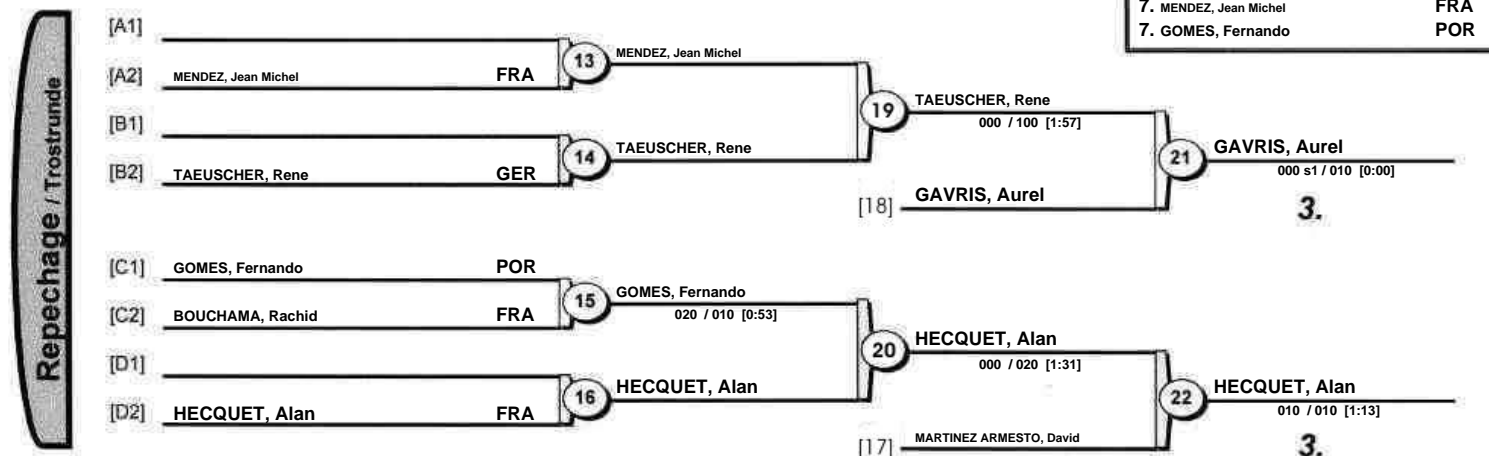 7. MENDEZ, Jean Michel FRA
7. GOMES, Fernando POR
Repechage / Trostrunde
[A1]
[A2] MENDEZ, Jean Michel FRA
13 MENDEZ, Jean Michel
[B1]
[B2] TAEUSCHER, Rene GER
14 TAEUSCHER, Rene
19 TAEUSCHER, Rene
000 / 100 [1:57]
[18] GAVRIS, Aurel
21 GAVRIS, Aurel
000 s1 / 010 [0:00]
3.
[C1] GOMES, Fernando POR
[C2] BOUCHAMA, Rachid FRA
15 GOMES, Fernando
020 / 010 [0:53]
[D1]
[D2] HECQUET, Alan FRA
16 HECQUET, Alan
20 HECQUET, Alan
000 / 020 [1:31]
[17] MARTINEZ ARMESTO, David
22 HECQUET, Alan
010 / 010 [1:13]
3.